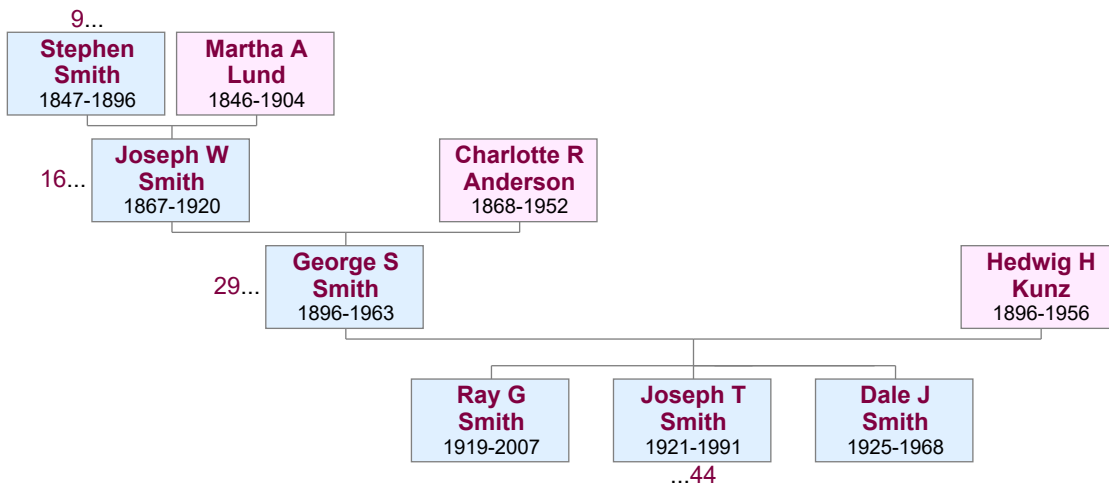 9...
Stephen
Smith
1847-1896
Martha A
Lund
1846-1904
16...
Joseph W
Smith
1867-1920
Charlotte R
Anderson
1868-1952
29...
George S
Smith
1896-1963
Hedwig H
Kunz
1896-1956
Ray G
Smith
1919-2007
Joseph T
Smith
1921-1991
Dale J
Smith
1925-1968
...44